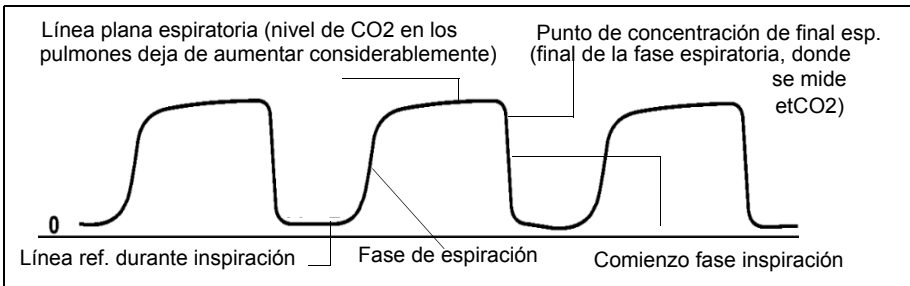 Línea plana espiratoria (nivel de CO2 en los
pulmones deja de aumentar considerablemente)
Punto de concentración de final esp.
(final de la fase espiratoria, donde
se mide
etCO2)
0
Línea ref. durante inspiración
Fase de espiración
Comienzo fase inspiración